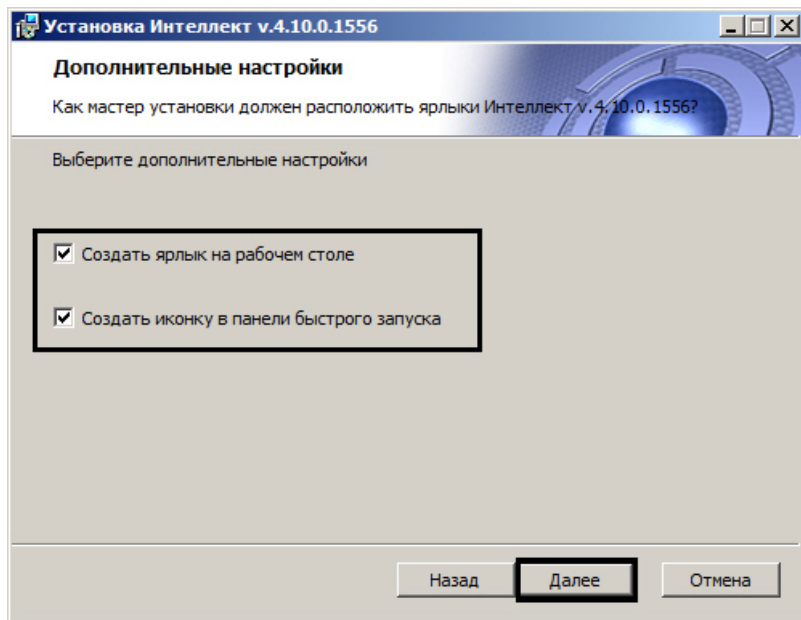 Установка Интеллект v.4.10.0.1556
Дополнительные настройки
Как мастер установки должен расположить ярлыки Интеллект v.4.10.0.1556?
Выберите дополнительные настройки
Создать ярлык на рабочем столе
Создать иконку в панели быстрого запуска
Назад Далее Отмена